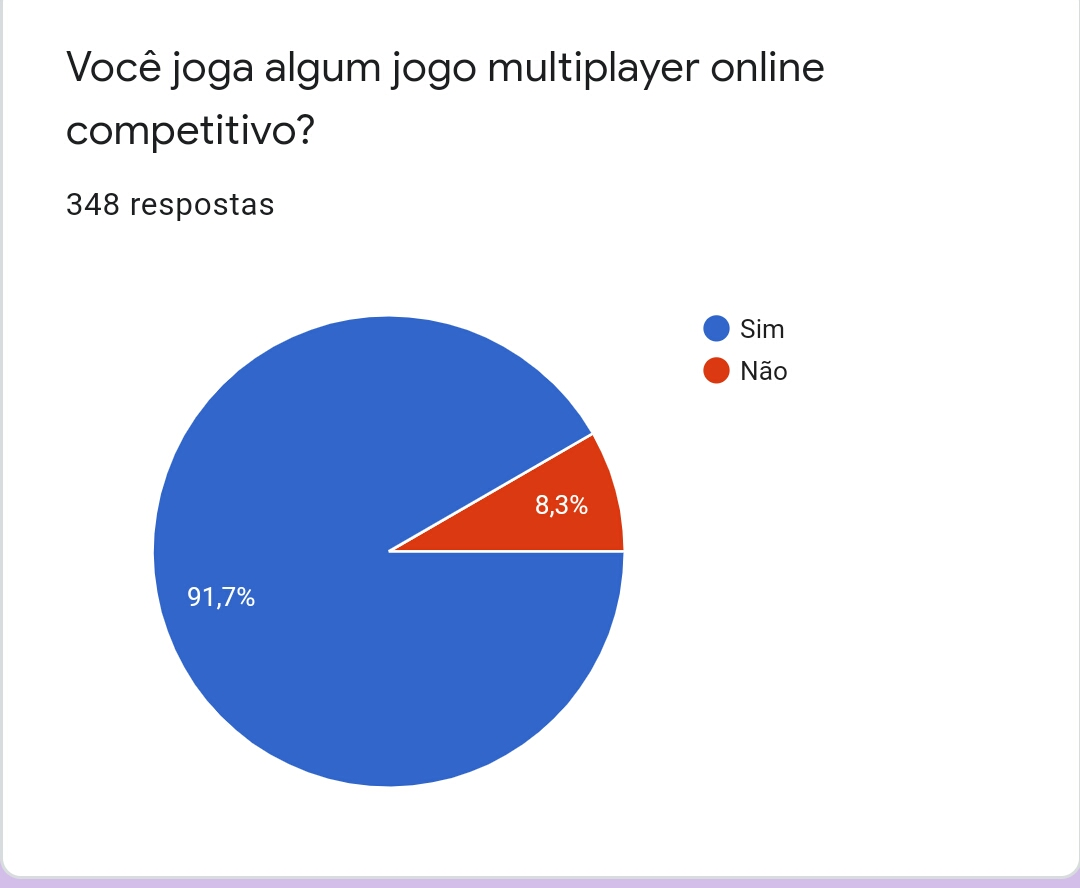 Você joga algum jogo multiplayer online
competitivo?
348 respostas
Sim
Não
8,3%
91,7%